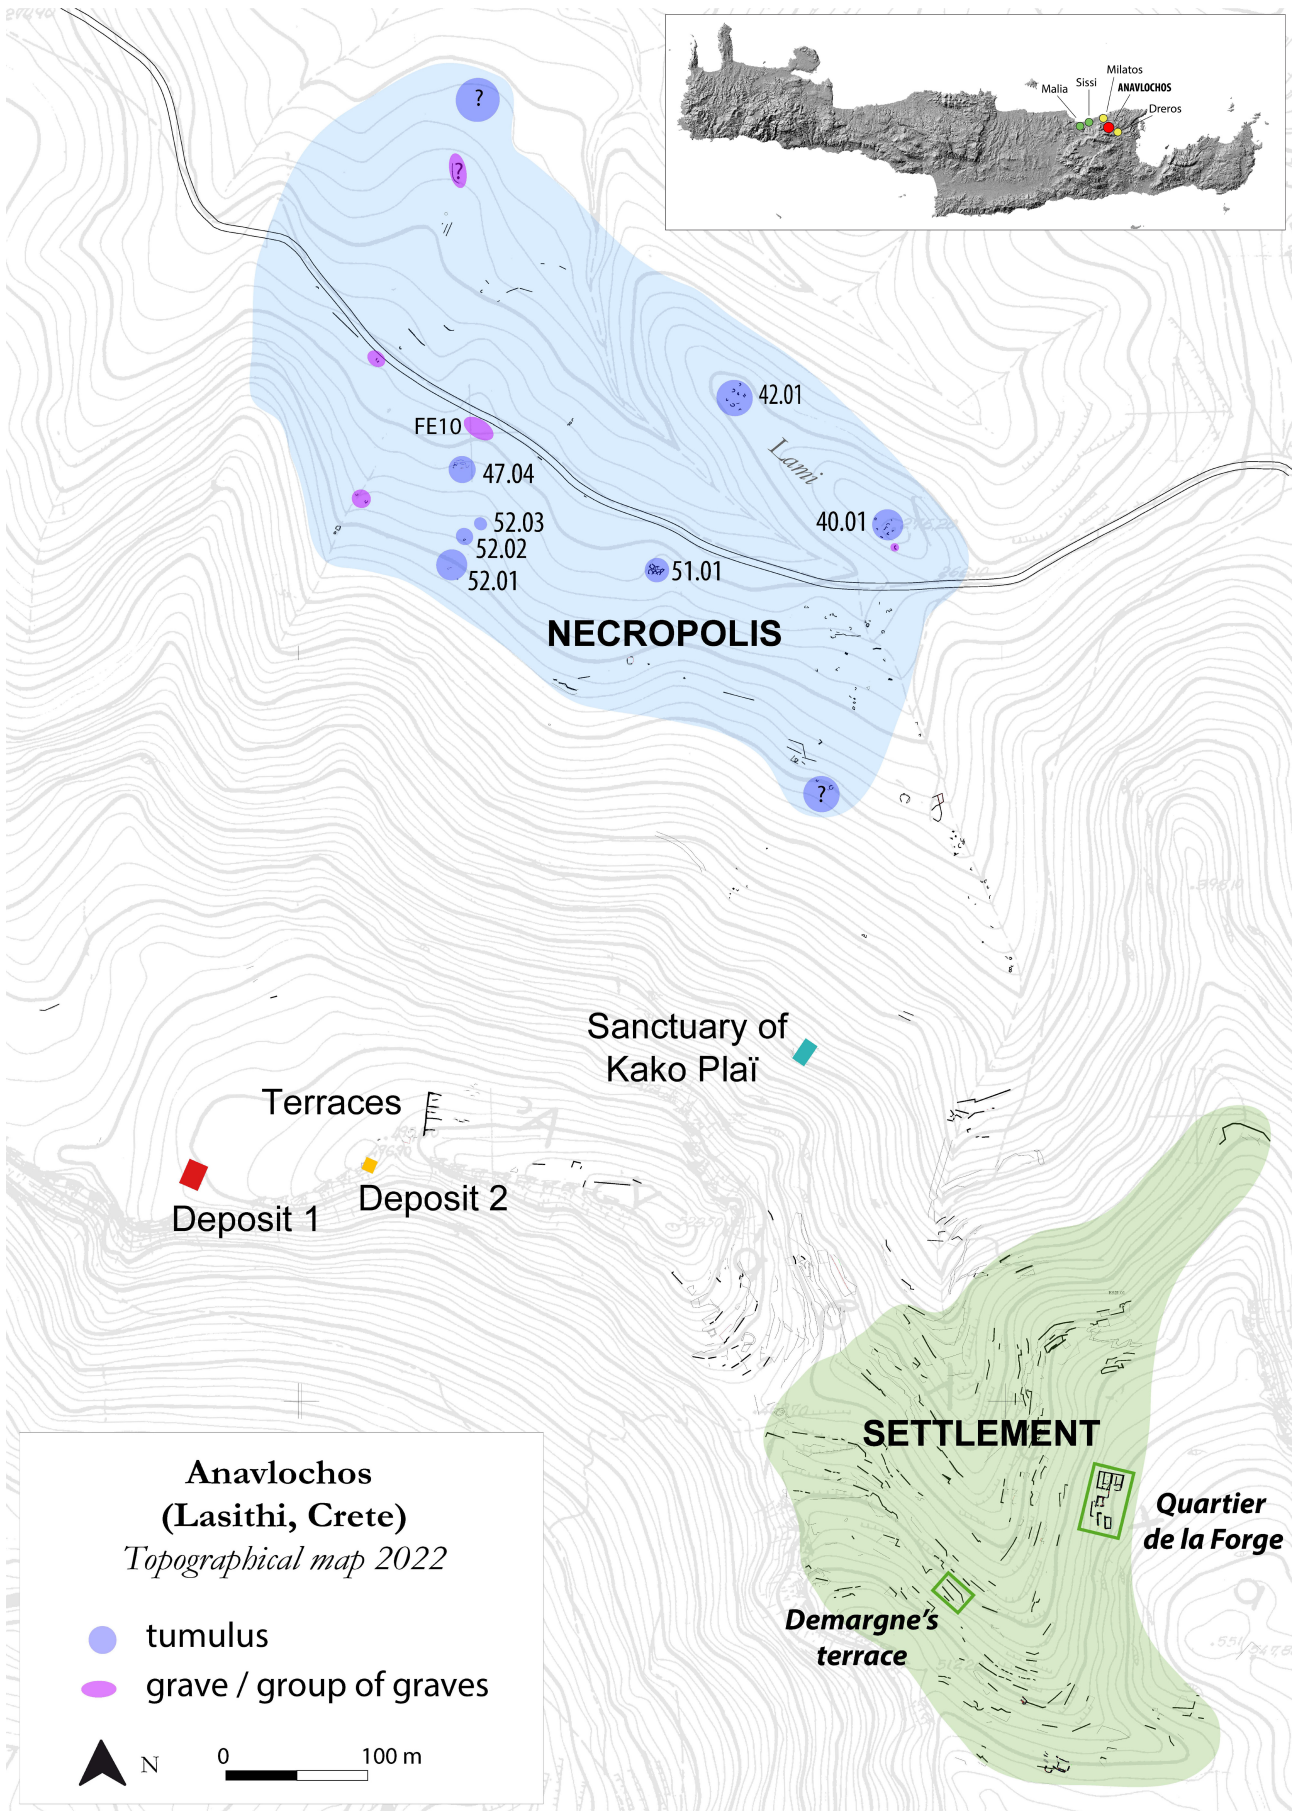 Malia
Sissi
Milatos
ANAVLOCHOS
Dreros
?
?
42.01
Lami
FE10
47.04
40.01
52.03
52.02
52.01
51.01
NECROPOLIS
?
Sanctuary of
Kako Plaï
Terraces
Deposit 1
Deposit 2
SETTLEMENT
Quartier
de la Forge
Demargne's
terrace
Anavlochos
(Lasithi, Crete)
Topographical map 2022
tumulus
grave / group of graves
N
0
100 m